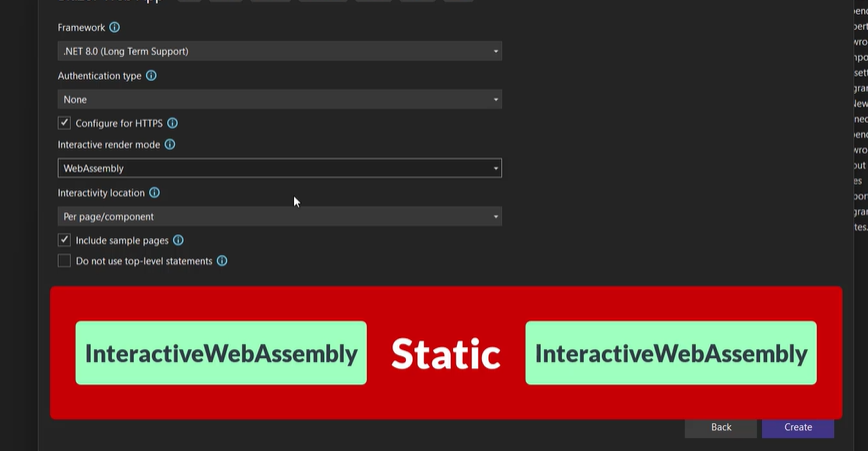 Framework
.NET 8.0 (Long Term Support)
Authentication type
None
Configure for HTTPS
Interactive render mode
WebAssembly
Interactivity location
Per page/component
Include sample pages
Do not use top-level statements
InteractiveWebAssembly Static InteractiveWebAssembly
Back Create